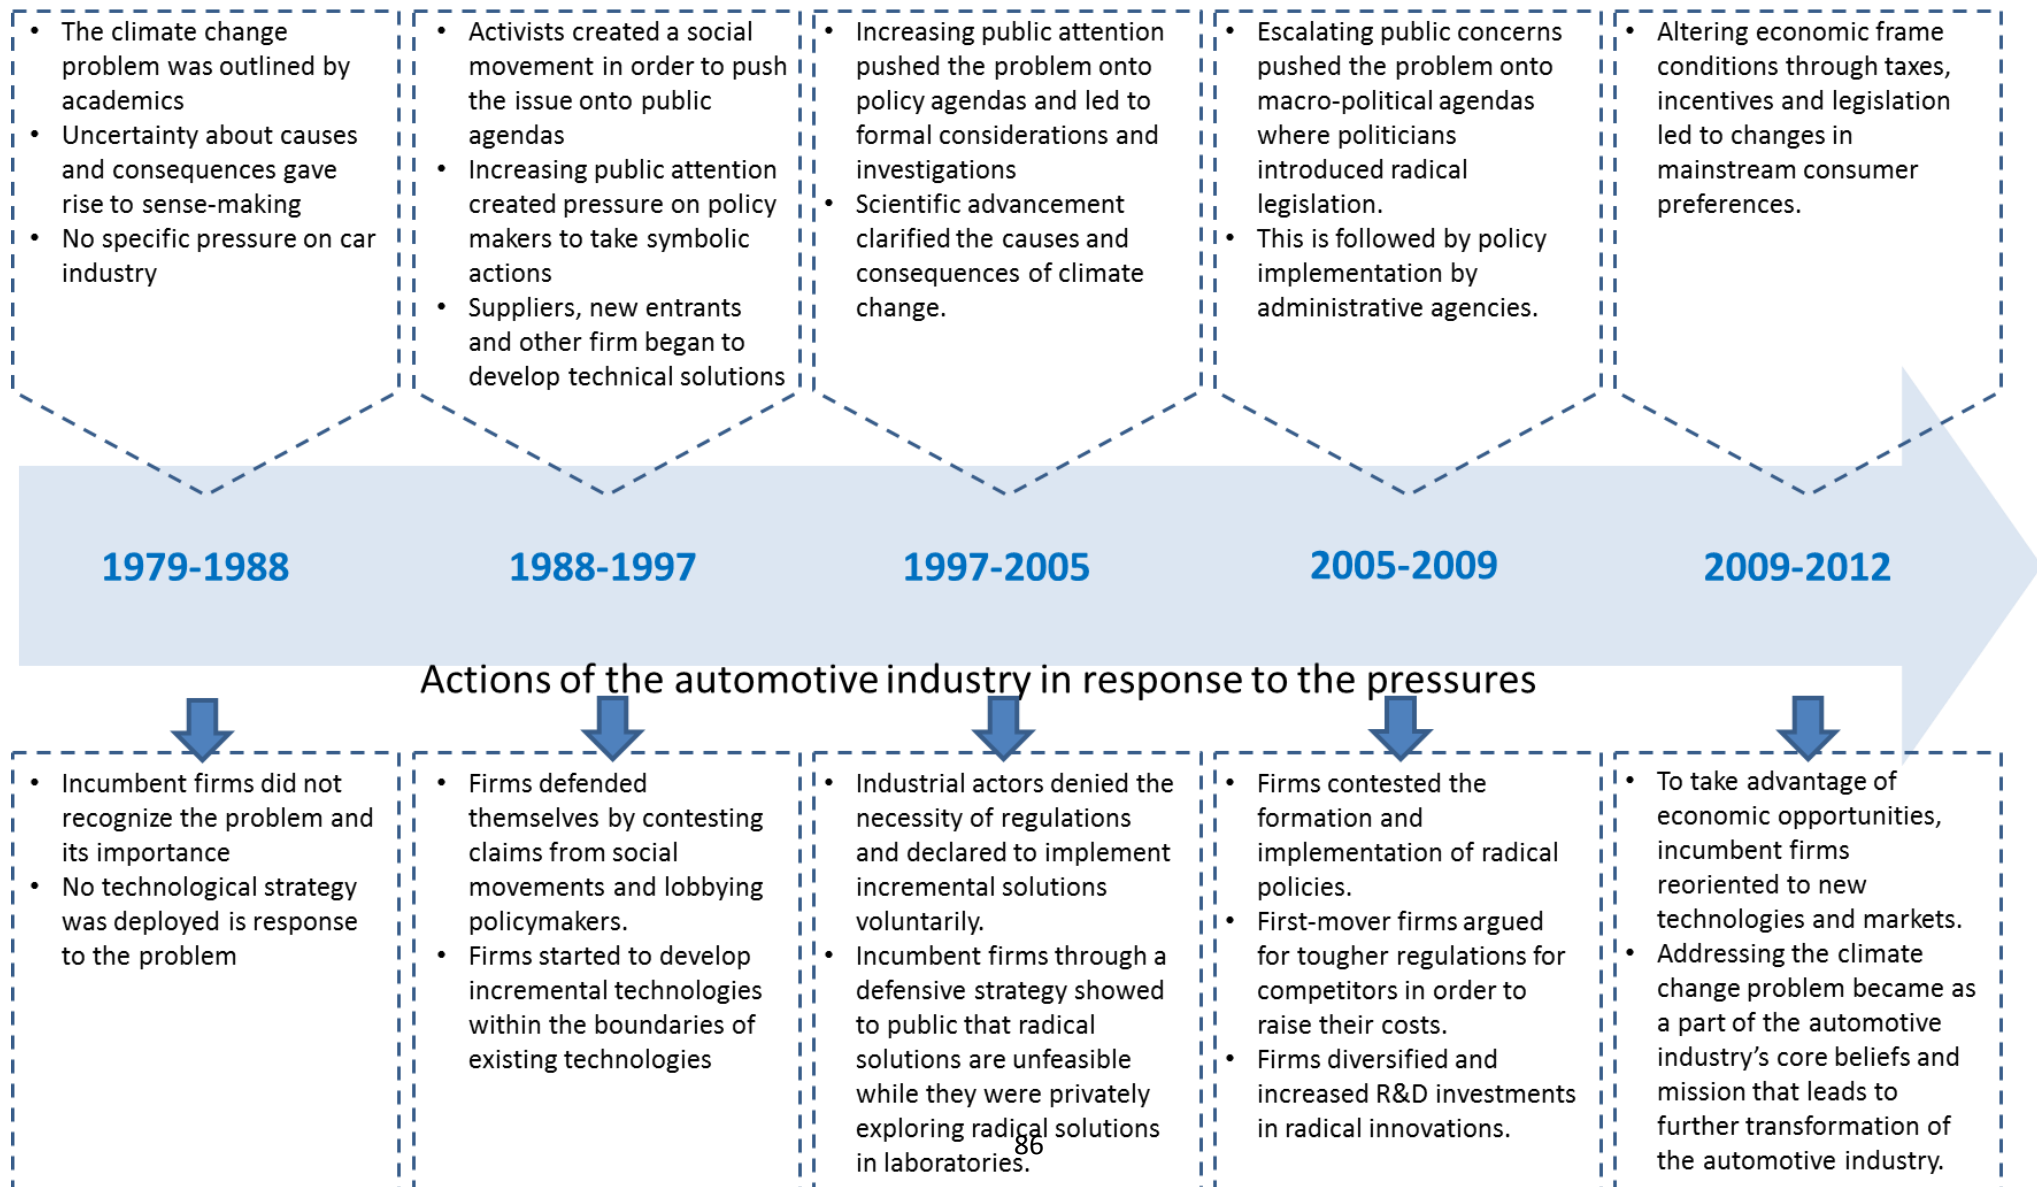 • The climate change
problem was outlined by
academics
• Uncertainty about causes
and consequences gave
rise to sense-making
• No specific pressure on car
industry
• Activists created a social
movement in order to push
the issue onto public
agendas
• Increasing public attention
created pressure on policy
makers to take symbolic
actions
• Suppliers, new entrants
and other firm began to
develop technical solutions
• Increasing public attention
pushed the problem onto
policy agendas and led to
formal considerations and
investigations
• Scientific advancement
clarified the causes and
consequences of climate
change.
• Escalating public concerns
pushed the problem onto
macro-political agendas
where politicians
introduced radical
legislation.
• This is followed by policy
implementation by
administrative agencies.
• Altering economic frame
conditions through taxes,
incentives and legislation
led to changes in
mainstream consumer
preferences.
1979-1988
1988-1997
1997-2005
2005-2009
2009-2012
Actions of the automotive industry in response to the pressures
• Incumbent firms did not
recognize the problem and
its importance
• No technological strategy
was deployed is response
to the problem
• Firms defended
themselves by contesting
claims from social
movements and lobbying
policymakers.
• Firms started to develop
incremental technologies
within the boundaries of
existing technologies
• Industrial actors denied the
necessity of regulations
and declared to implement
incremental solutions
voluntarily.
• Incumbent firms through a
defensive strategy showed
to public that radical
solutions are unfeasible
while they were privately
exploring radical solutions
in laboratories.
86
• Firms contested the
formation and
implementation of radical
policies.
• First-mover firms argued
for tougher regulations for
competitors in order to
raise their costs.
• Firms diversified and
increased R&D investments
in radical innovations.
• To take advantage of
economic opportunities,
incumbent firms
reoriented to new
technologies and markets.
• Addressing the climate
change problem became as
a part of the automotive
industry’s core beliefs and
mission that leads to
further transformation of
the automotive industry.